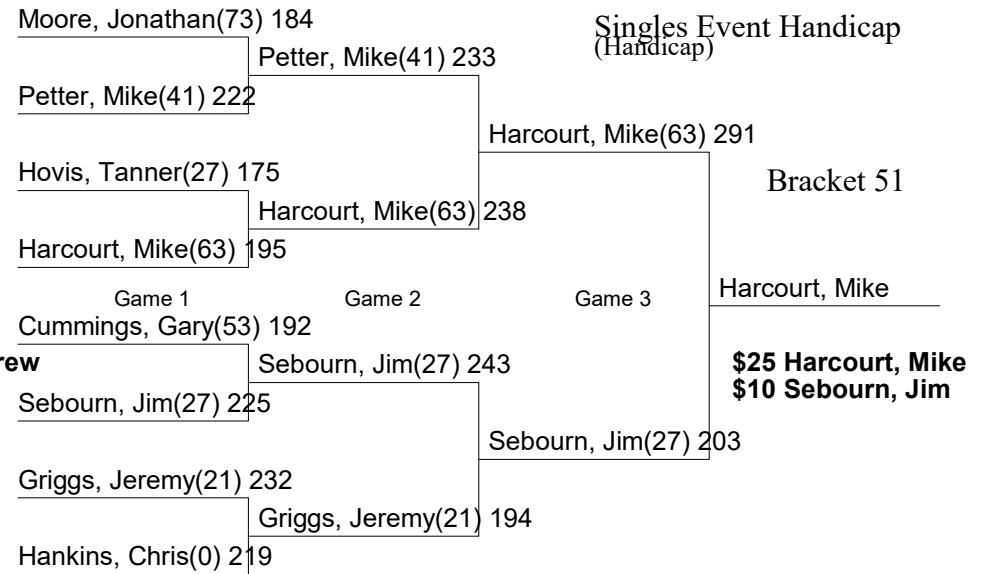 Moore, Jonathan(73) 184
Singles Event Handicap
(Handicap)
Petter, Mike(41) 233
Petter, Mike(41) 222
Harcourt, Mike(63) 291
Hovis, Tanner(27) 175
Bracket 51
Harcourt, Mike(63) 238
Harcourt, Mike(63) 195
Game 1
Game 2
Game 3
Harcourt, Mike
Cummings, Gary(53) 192
rew
Sebourn, Jim(27) 243
$25 Harcourt, Mike
$10 Sebourn, Jim
Sebourn, Jim(27) 225
Sebourn, Jim(27) 203
Griggs, Jeremy(21) 232
Griggs, Jeremy(21) 194
Hankins, Chris(0) 219